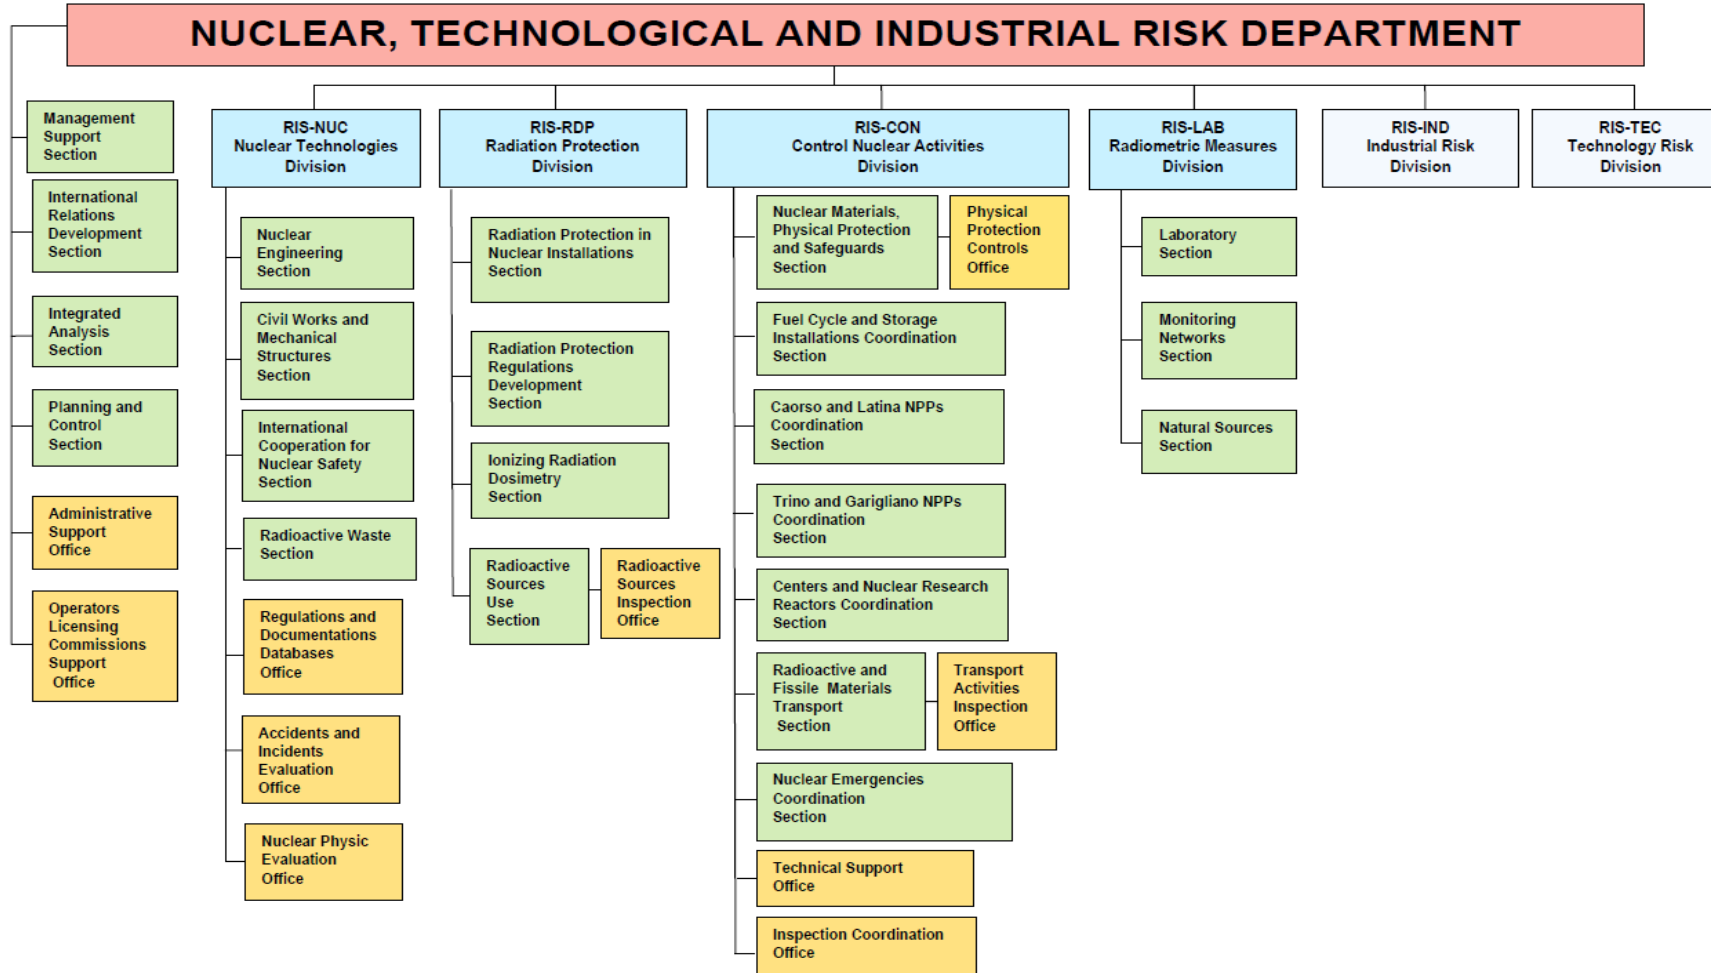 NUCLEAR, TECHNOLOGICAL AND INDUSTRIAL RISK DEPARTMENT
Management
Support
Section
International
Relations
Development
Section
Integrated
Analysis
Section
Planning and
Control
Section
Administrative
Support
Office
Operators
Licensing
Commissions
Support
Office
RIS-NUC
Nuclear Technologies
Division
Nuclear
Engineering
Section
Civil Works and
Mechanical
Structures
Section
International
Cooperation for
Nuclear Safety
Section
Radioactive Waste
Section
Regulations and
Documentations
Databases
Office
Accidents and
Incidents
Evaluation
Office
Nuclear Physic
Evaluation
Office
RIS-RDP
Radiation Protection
Division
Radiation Protection in
Nuclear Installations
Section
Radiation Protection
Regulations
Development
Section
Ionizing Radiation
Dosimetry
Section
Radioactive
Sources
Use
Section
Radioactive
Sources
Inspection
Office
RIS-CON
Control Nuclear Activities
Division
Nuclear Materials,
Physical Protection
and Safeguards
Section
Physical
Protection
Controls
Office
Fuel Cycle and Storage
Installations Coordination
Section
Caorso and Latina NPPs
Coordination
Section
Trino and Garigliano NPPs
Coordination
Section
Centers and Nuclear Research
Reactors Coordination
Section
Radioactive and
Fissile Materials
Transport
Section
Transport
Activities
Inspection
Office
Nuclear Emergencies
Coordination
Section
Technical Support
Office
Inspection Coordination
Office
RIS-LAB
Radiometric Measures
Division
Laboratory
Section
Monitoring
Networks
Section
Natural Sources
Section
RIS-IND
Industrial Risk
Division
RIS-TEC
Technology Risk
Division